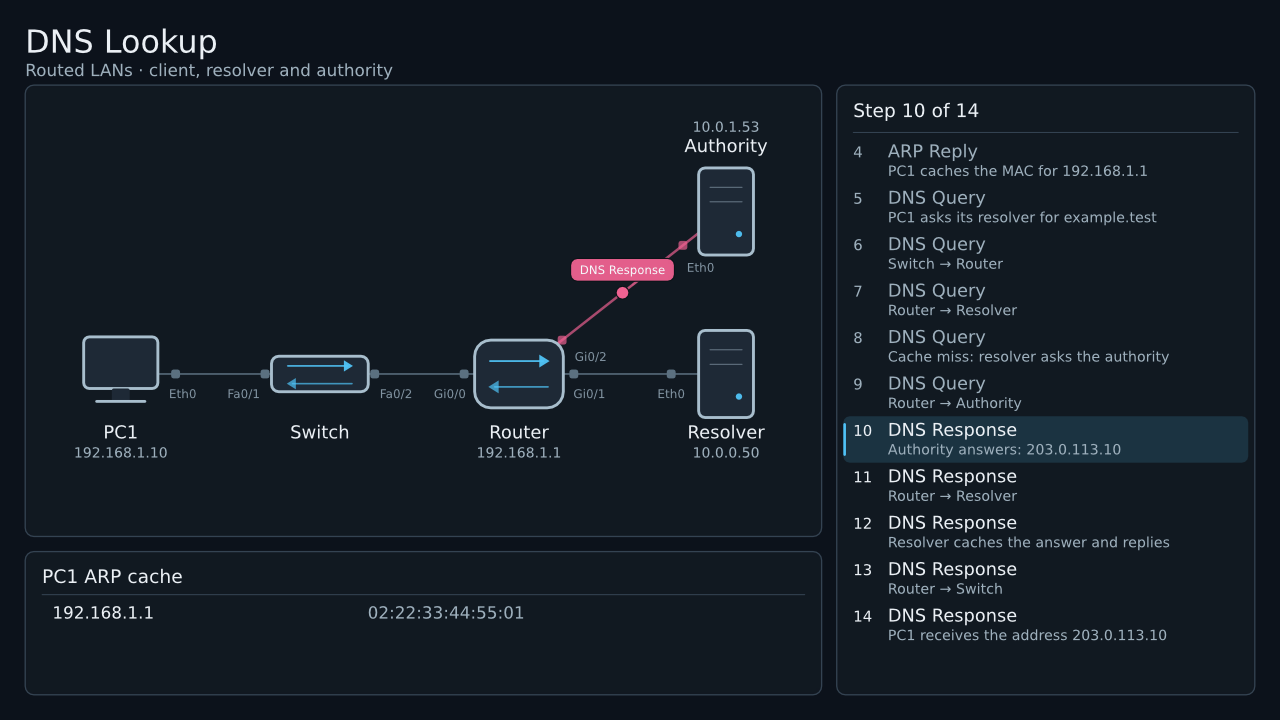 DNS Lookup
Routed LANs · client, resolver and authority
10.0.1.53
Authority
DNS Response
Eth0
Gi0/2
Eth0
Fa0/1
Fa0/2
Gi0/0
Gi0/1
Eth0
PC1
192.168.1.10
Switch
Router
192.168.1.1
Resolver
10.0.0.50
PC1 ARP cache
192.168.1.1 02:22:33:44:55:01
Step 10 of 14
4 ARP Reply
PC1 caches the MAC for 192.168.1.1
5 DNS Query
PC1 asks its resolver for example.test
6 DNS Query
Switch → Router
7 DNS Query
Router → Resolver
8 DNS Query
Cache miss: resolver asks the authority
9 DNS Query
Router → Authority
10 DNS Response
Authority answers: 203.0.113.10
11 DNS Response
Router → Resolver
12 DNS Response
Resolver caches the answer and replies
13 DNS Response
Router → Switch
14 DNS Response
PC1 receives the address 203.0.113.10